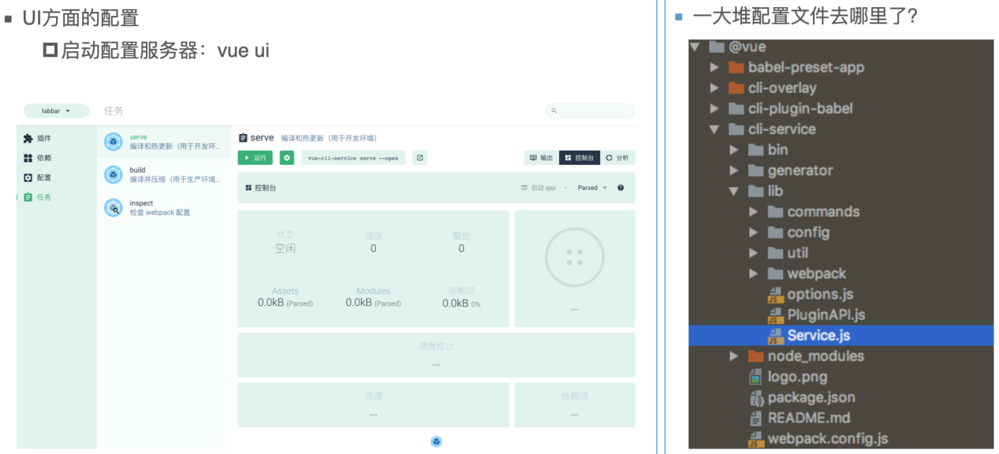 UI方面的配置
启动配置服务器：vue ui
tabbar
任务
插件
依赖
配置
任务
serve
编译和热更新（用于开发环...
build
编译并压缩（用于生产环境...
inspect
检查 webpack 配置
serve 编译和热更新（用于开发环境）
运行
vue-cli-service serve --open
输出
控制台
分析
控制台
启动 app
Parsed
状态
空闲
错误
0
警告
0
Assets
0.0kB (Parsed)
Modules
0.0kB (Parsed)
依赖项
0.0kB 0%
...
速度统计
...
资源
...
依赖项
...
一大堆配置文件去哪里了？
@vue
babel-preset-app
cli-overlay
cli-plugin-babel
cli-service
bin
generator
lib
commands
config
util
webpack
options.js
PluginAPI.js
Service.js
node_modules
logo.png
package.json
README.md
webpack.config.js